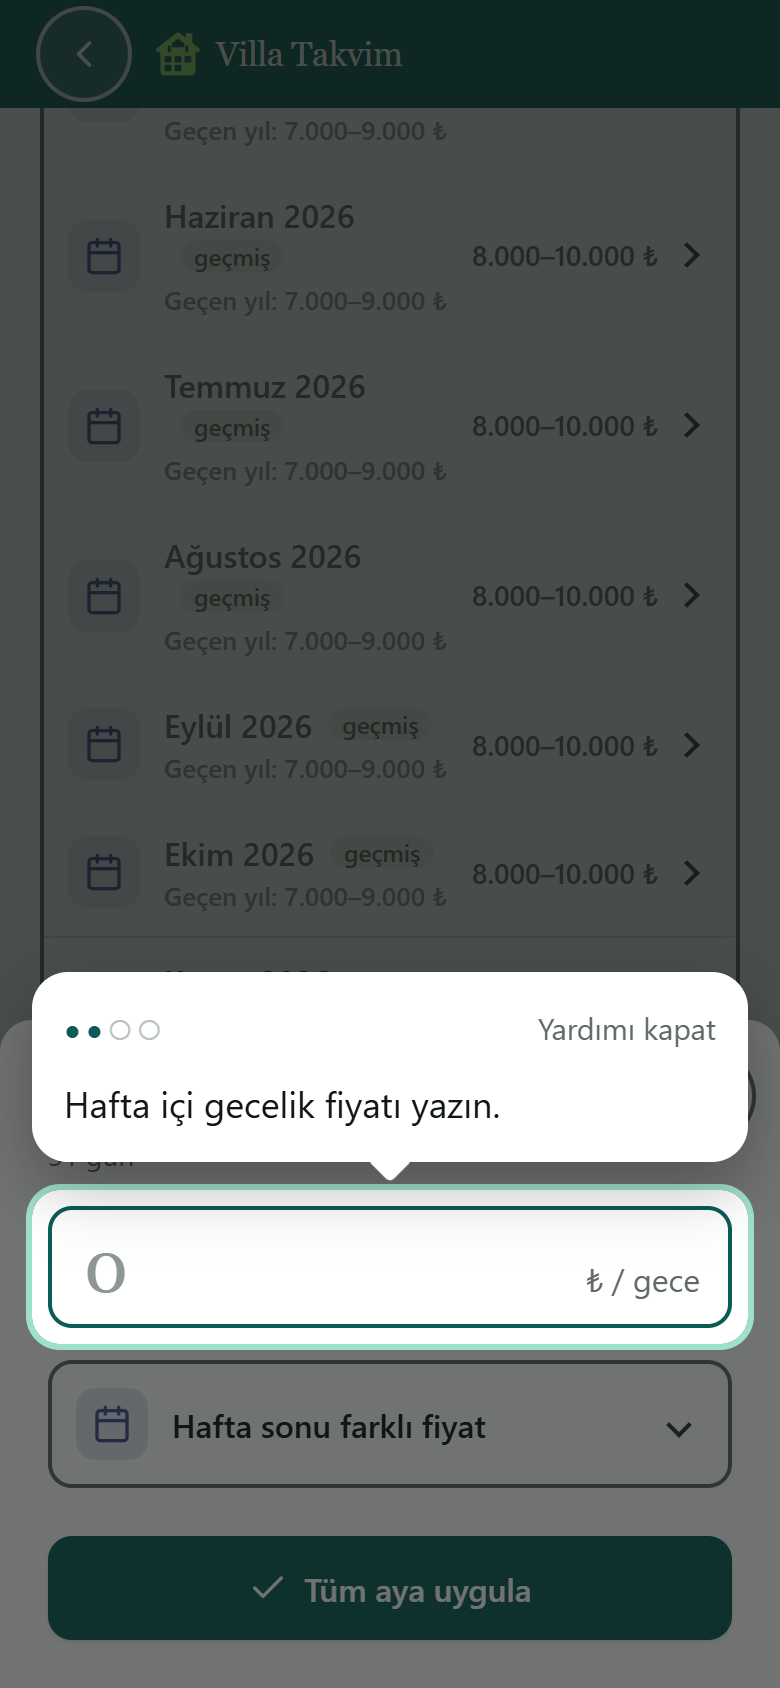 Villa Takvim
Geçen yıl: 7.000–9.000 ₺
Haziran 2026
geçmiş
8.000–10.000 ₺
Geçen yıl: 7.000–9.000 ₺
Temmuz 2026
geçmiş
8.000–10.000 ₺
Geçen yıl: 7.000–9.000 ₺
Ağustos 2026
geçmiş
8.000–10.000 ₺
Geçen yıl: 7.000–9.000 ₺
Eylül 2026 geçmiş
8.000–10.000 ₺
Geçen yıl: 7.000–9.000 ₺
Ekim 2026 geçmiş
8.000–10.000 ₺
Geçen yıl: 7.000–9.000 ₺
Yardımı kapat
Hafta içi gecelik fiyatı yazın.
0 ₺ / gece
Hafta sonu farklı fiyat
Tüm aya uygula